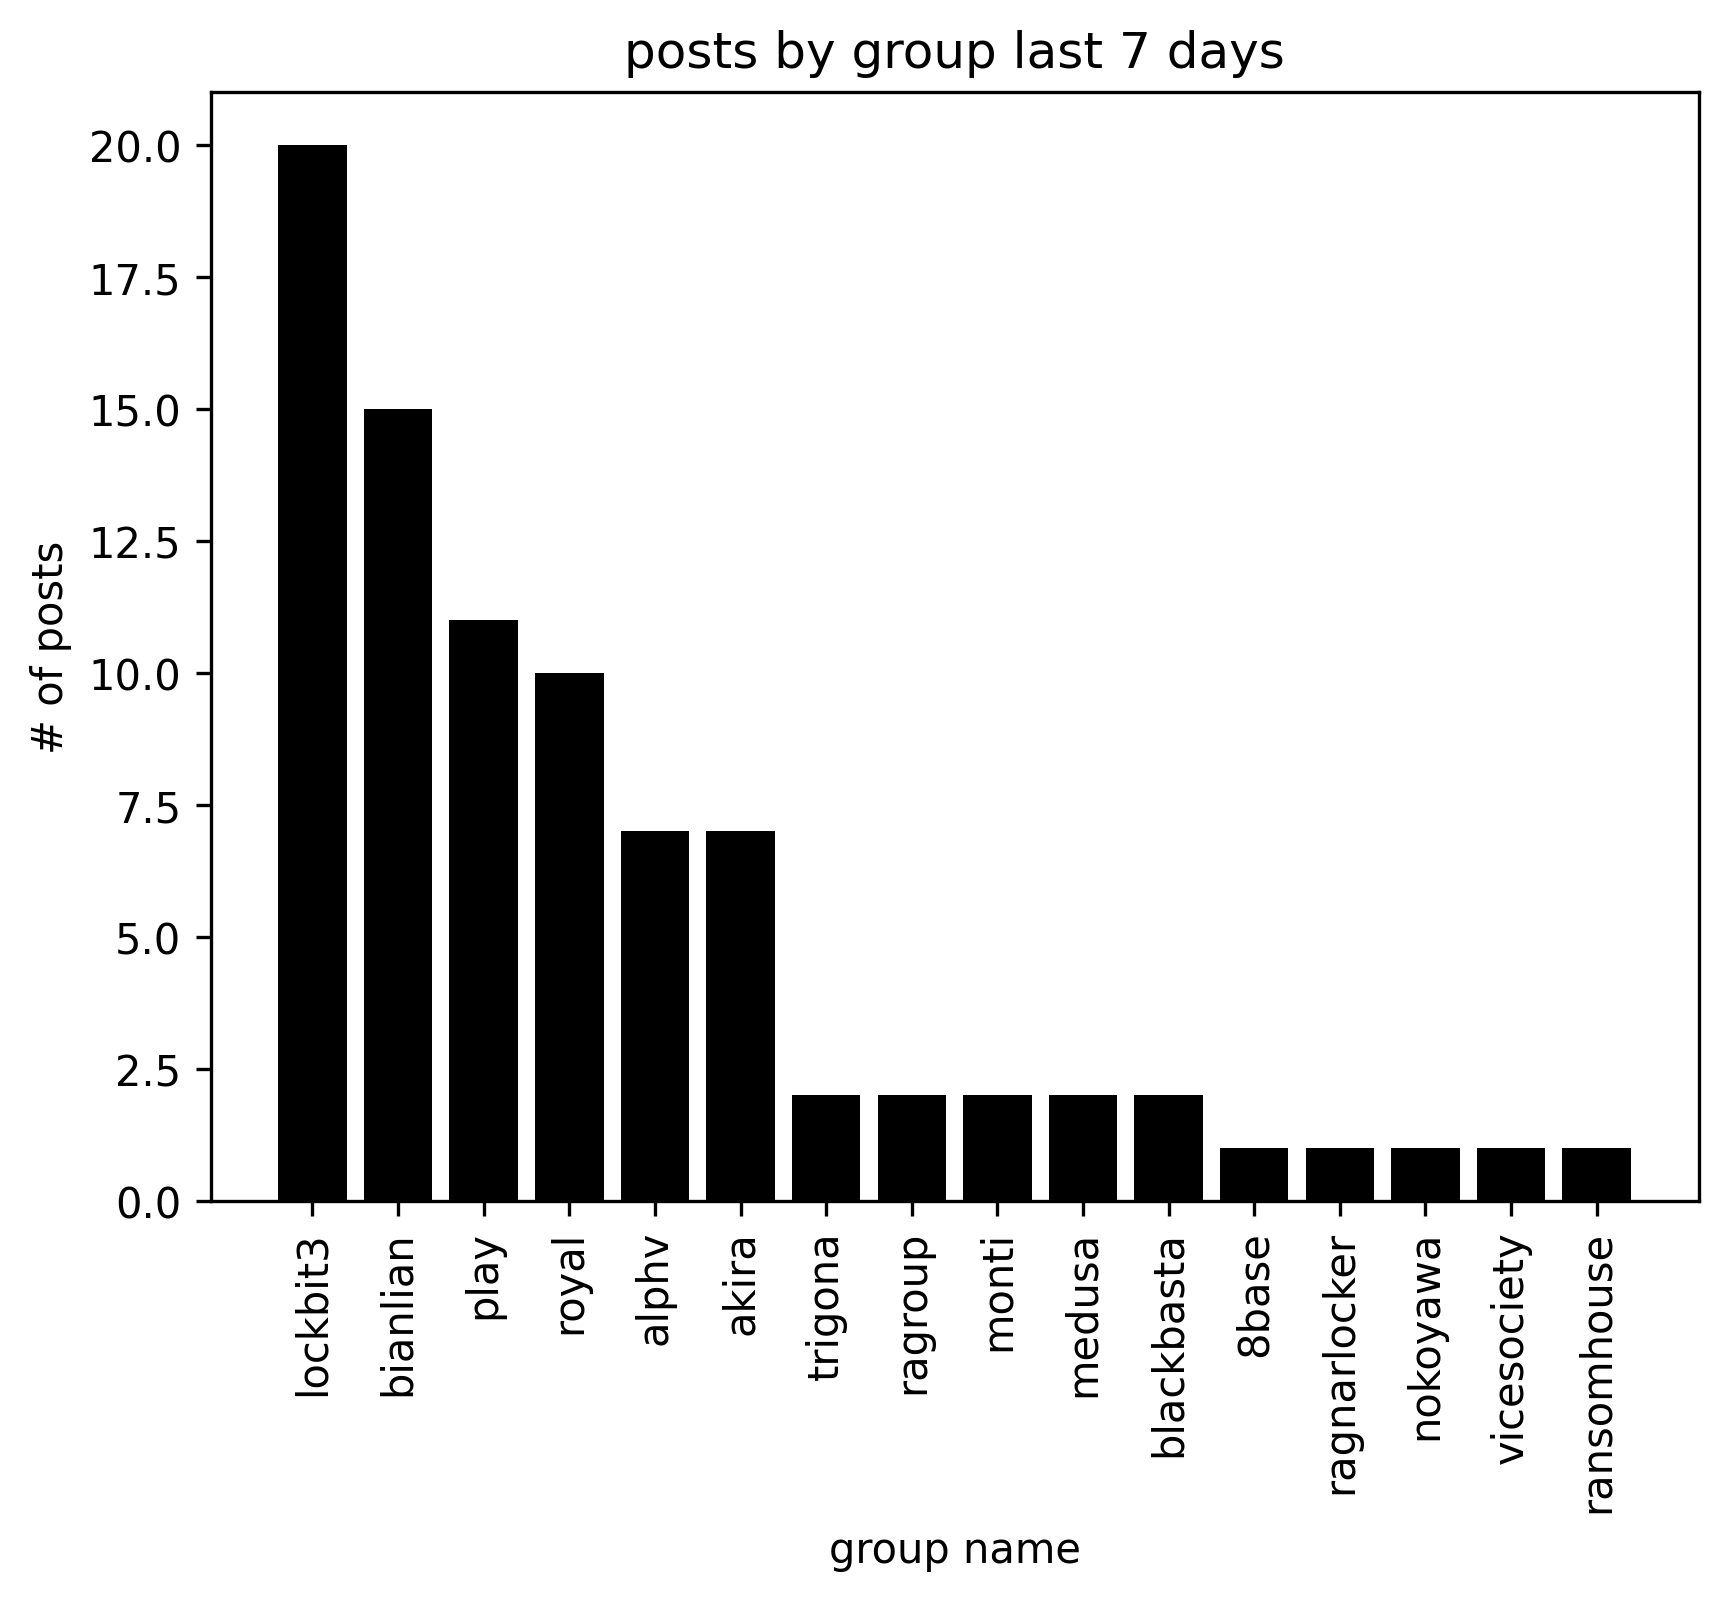 posts by group last 7 days
20.0
17.5
15.0
12.5
10.0
7.5
5.0
2.5
0.0
# of posts
lockbit3
bianlian
play
royal
alphv
akira
trigona
ragroup
monti
medusa
blackbasta
8base
ragnarlocker
nokoyawa
vicesociety
ransomhouse
group name